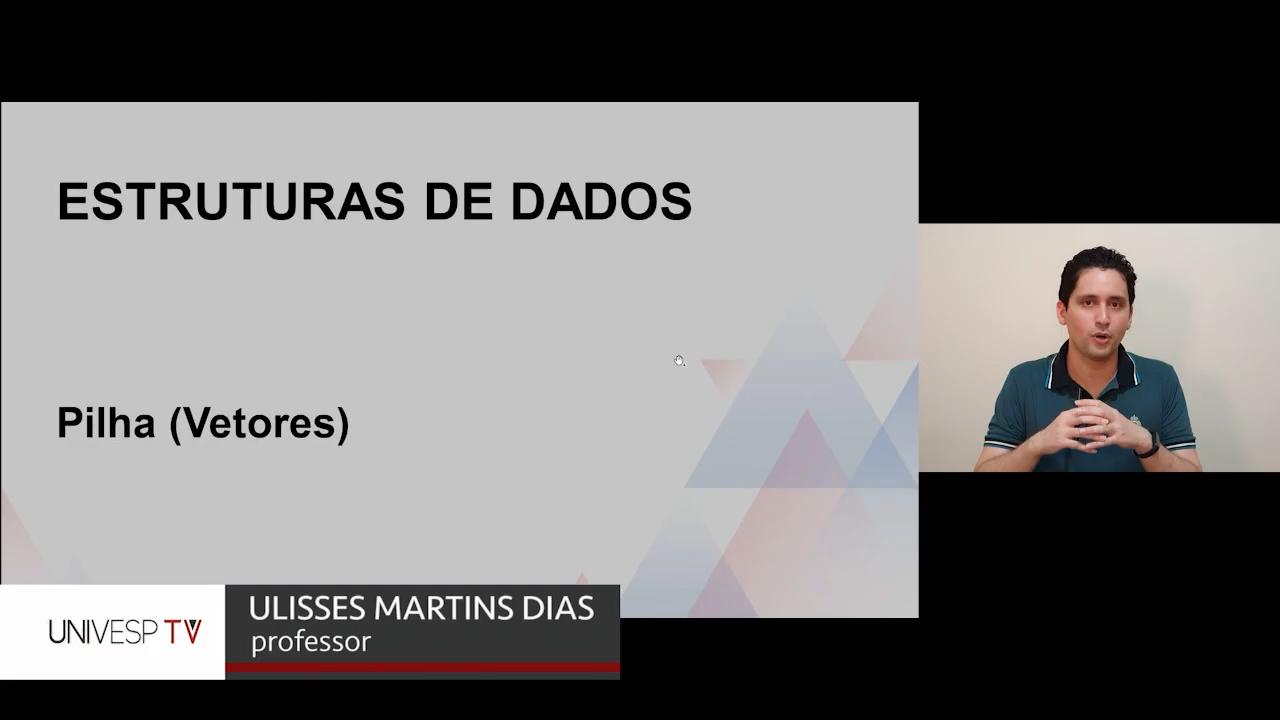 ESTRUTURAS DE DADOS
Pilha (Vetores)
UNIVESP TV
ULISSES MARTINS DIAS
professor